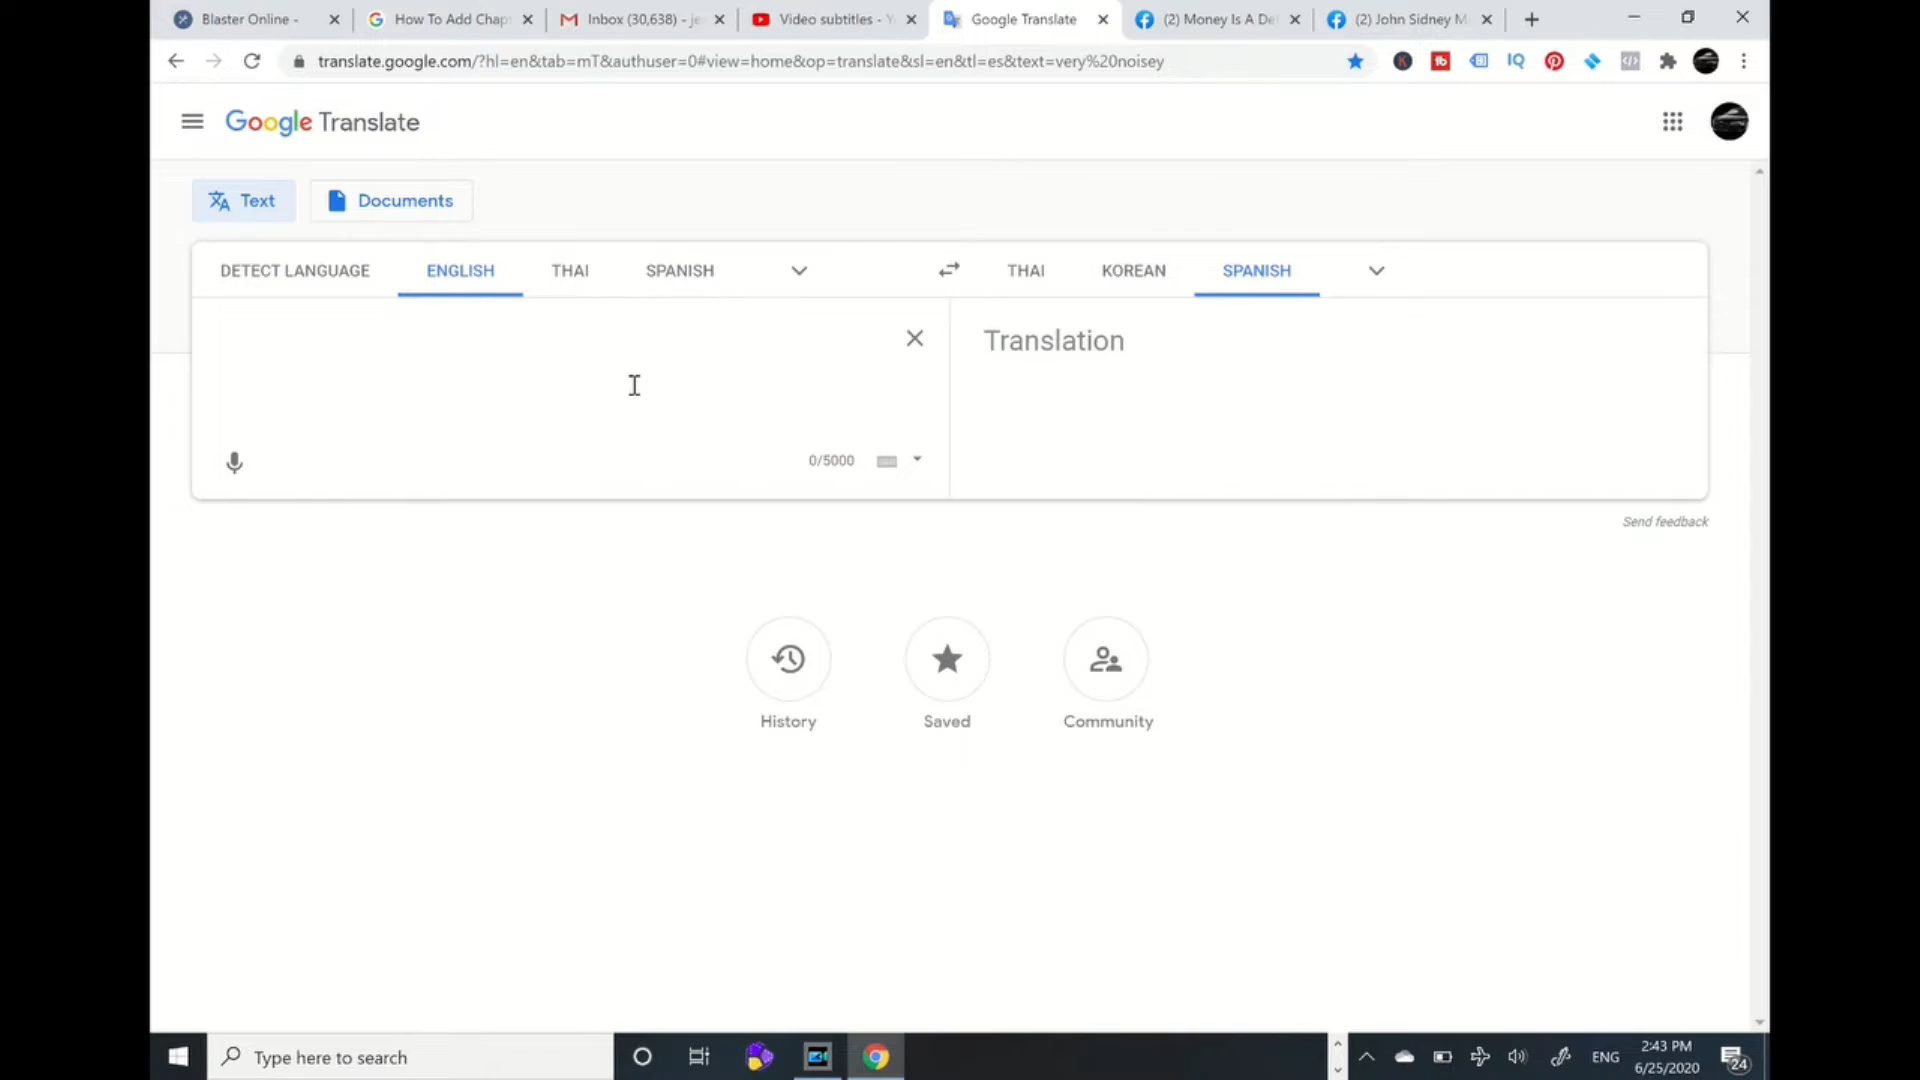 Blaster Online -
How To Add Chap
Inbox (30,638) - je
Video subtitles - Y
Google Translate
(2) Money Is A De
(2) John Sidney M
translate.google.com/?hl=en&tab=mT&authuser=0#view=home&op=translate&sl=en&tl=es&text=very%20noisey
Google Translate
Text
Documents
DETECT LANGUAGE
ENGLISH
THAI
SPANISH
THAI
KOREAN
SPANISH
Translation
0/5000
Send feedback
History
Saved
Community
Type here to search
ENG
2:43 PM
6/25/2020
24